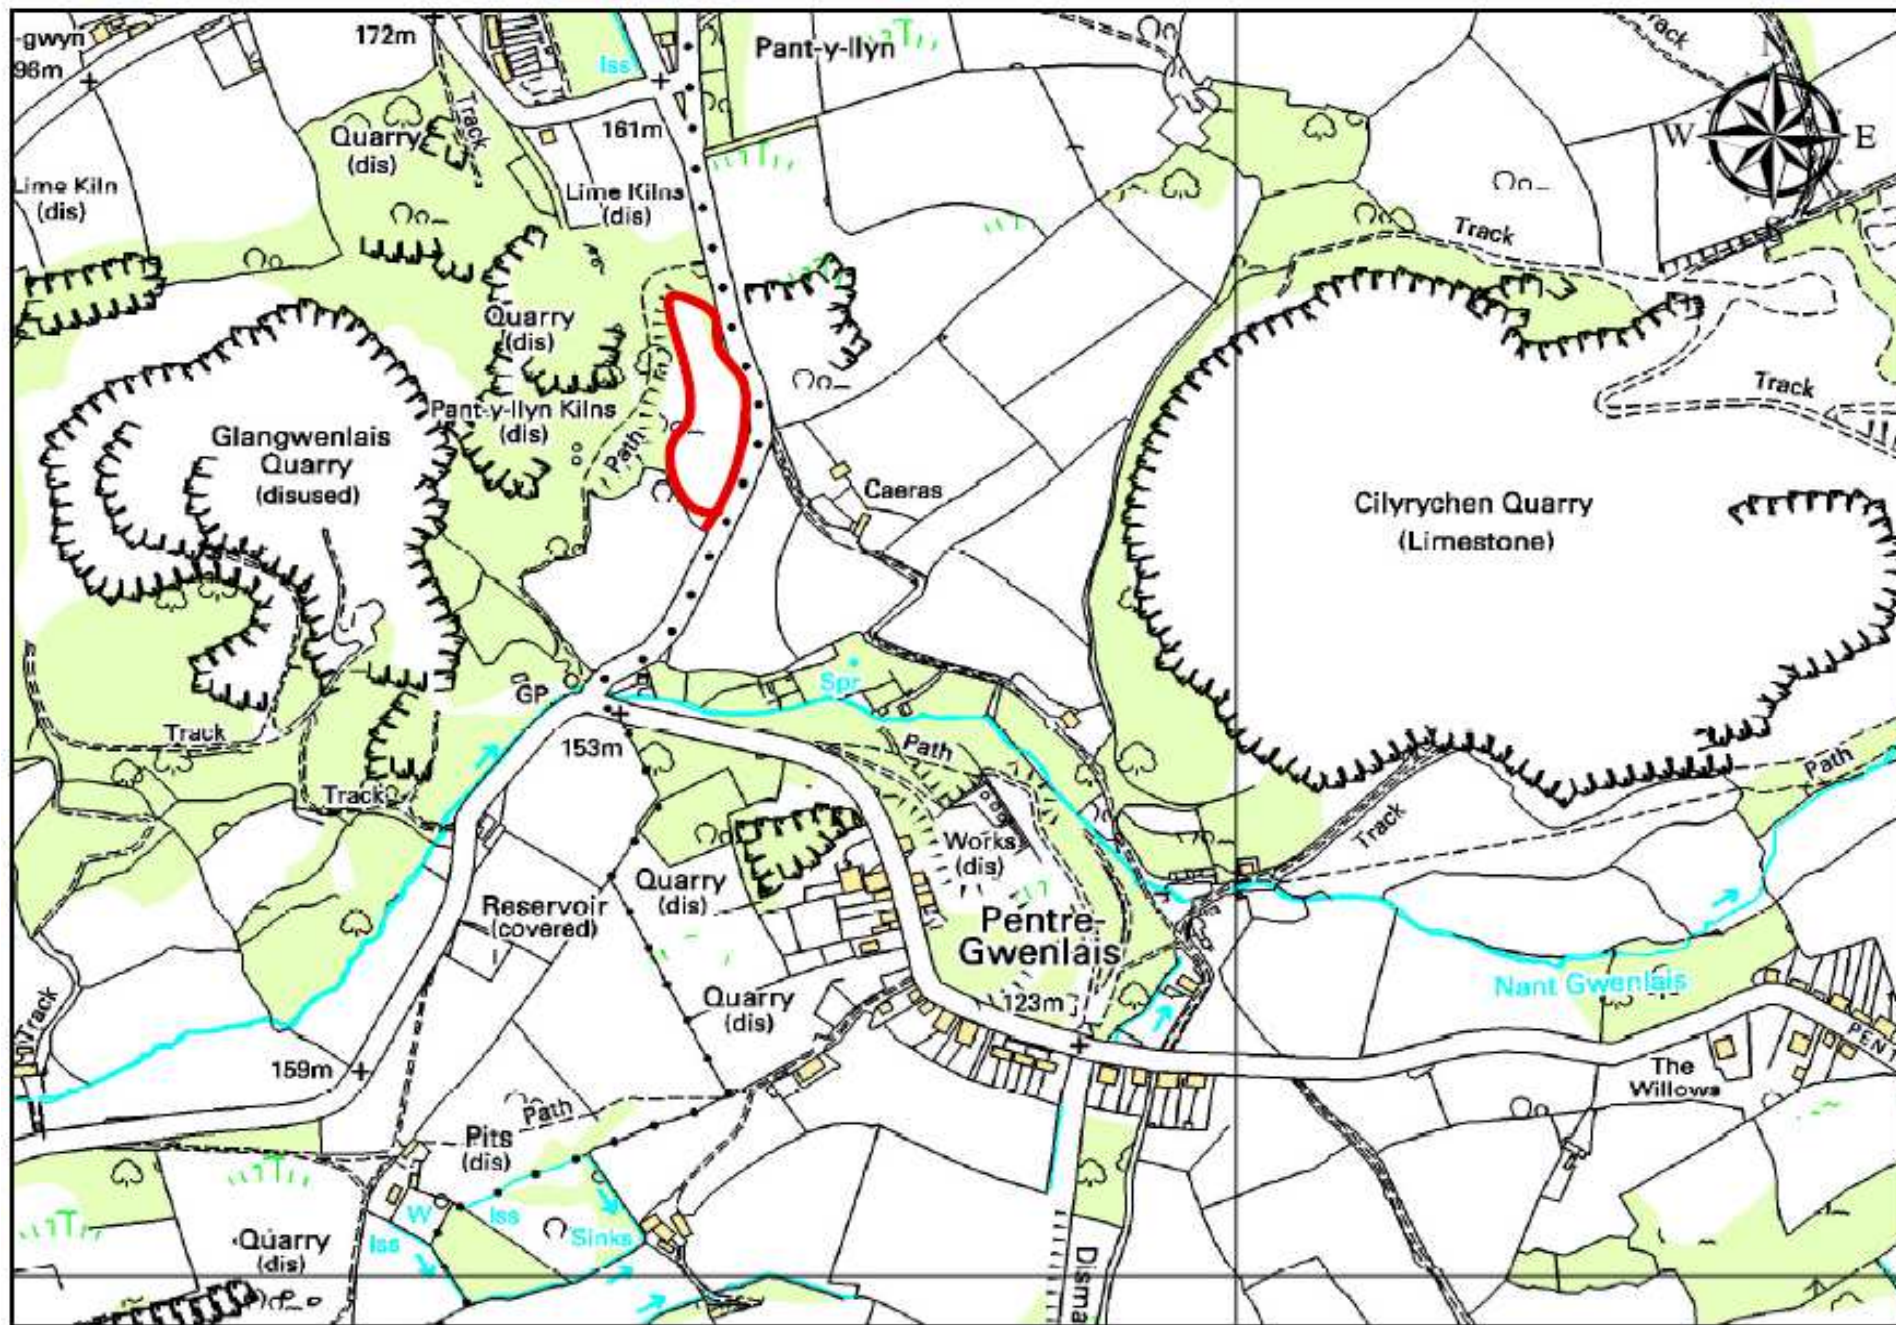 -gwyn
96m
172m
Iss
Pant-y-llyn
Track
Track
161m
N
W
E
Quarry
(dis)
Lime Kiln
(dis)
Lime Kilns
(dis)
Track
Quarry
(dis)
Track
Pant-y-llyn Kilns
(dis)
Path
Glangwenlais
Quarry
(disused)
Caeras
Cilyrychen Quarry
(Limestone)
GP
Spr
Track
153m
Path
Path
Track
Track
Works
(dis)
Quarry
(dis)
Reservoir
(covered)
Pentre-
Gwenlais
Nant Gwenlais
Track
Quarry
(dis)
123m
PENT
159m
The
Willows
Path
Pits
(dis)
W
Iss
Iss
Sinks
Quarry
(dis)
Disma